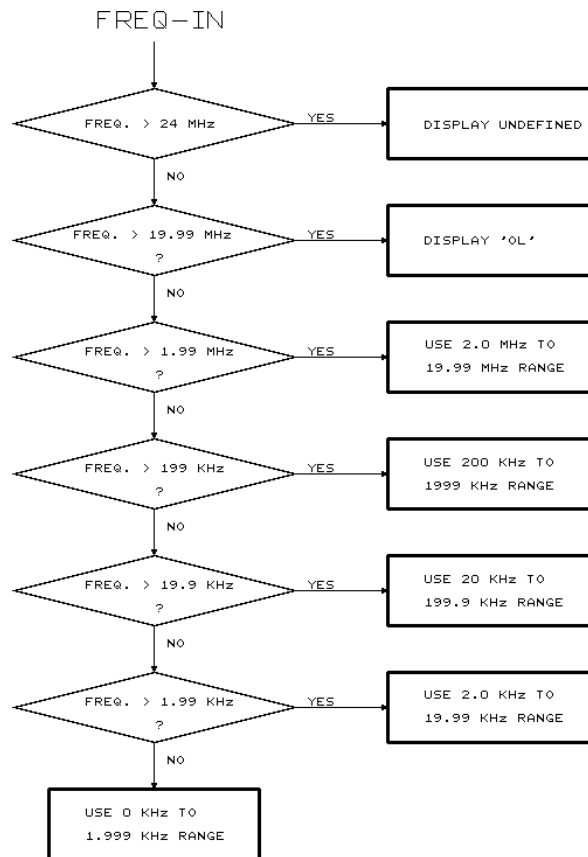 FREQ-IN
FREQ. > 24 MHz
YES
DISPLAY UNDEFINED
NO
FREQ. > 19.99 MHz
?
YES
DISPLAY 'OL'
NO
FREQ. > 1.99 MHz
?
YES
USE 2.0 MHz TO
19.99 MHz RANGE
NO
FREQ. > 199 KHz
?
YES
USE 200 KHz TO
1999 KHz RANGE
NO
FREQ. > 19.9 KHz
?
YES
USE 20 KHz TO
199.9 KHz RANGE
NO
FREQ. > 1.99 KHz
?
YES
USE 2.0 KHz TO
19.99 KHz RANGE
NO
USE 0 KHz TO
1.999 KHz RANGE